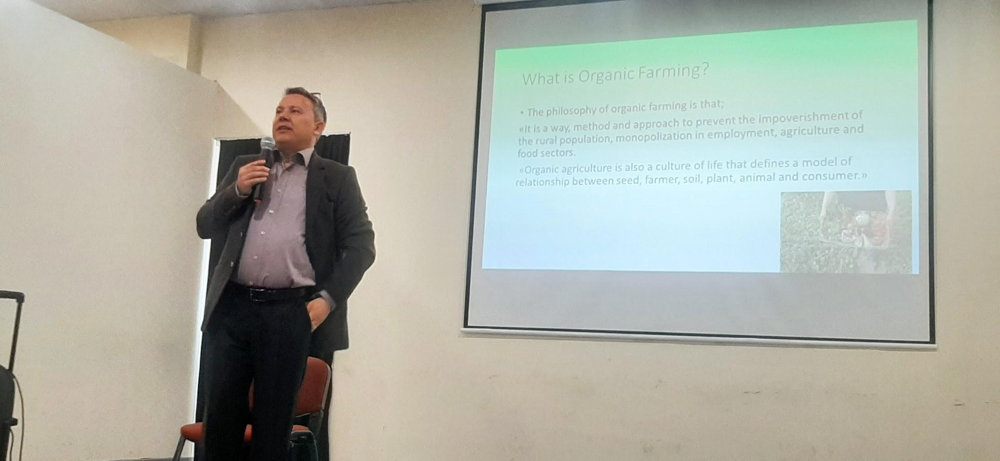 What is Organic Farming?
• The philosophy of organic farming is that;
«It is a way, method and approach to prevent the impoverishment of
the rural population, monopolization in employment, agriculture and
food sectors.
«Organic agriculture is also a culture of life that defines a model of
relationship between seed, farmer, soil, plant, animal and consumer.»